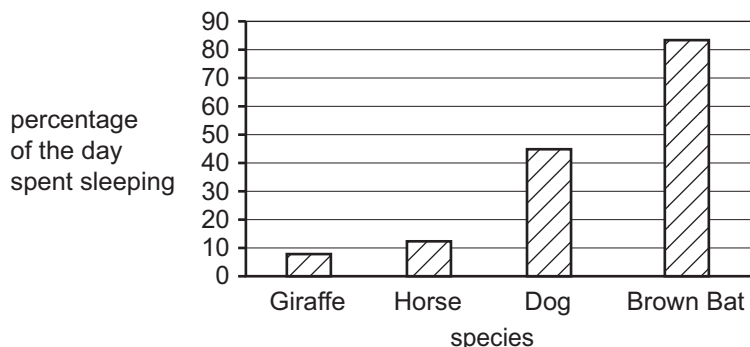 90
80
70
60
50
40
30
20
10
0
percentage
of the day
spent sleeping
Giraffe Horse Dog Brown Bat
species